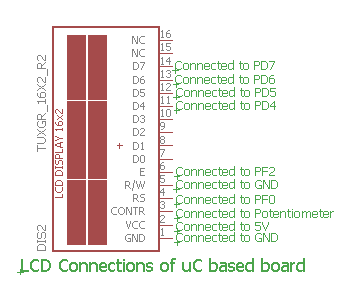 TUXGR_16X2_R2
DIS2
LCD DISPLAY 16x2
NC 16
NC 15
D7 14 Connected to PD7
D6 13 Connected to PD6
D5 12 Connected to PD5
D4 11 Connected to PD4
D3 10
D2 9
D1 8
D0 7
E 6 Connected to PF2
R/W 5 Connected to GND
RS 4 Connected to PF0
CONTR 3 Connected to Potentiometer
VCC 2 Connected to 5V
GND 1 Connected to GND
LCD Connections of uC based board